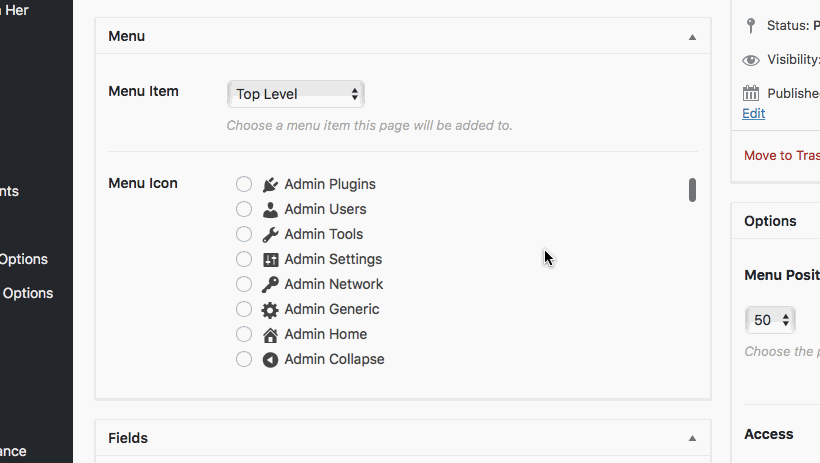 n Her
nts
Options
Options
ance
Menu
Menu Item
Top Level
Choose a menu item this page will be added to.
Menu Icon
Admin Plugins
Admin Users
Admin Tools
Admin Settings
Admin Network
Admin Generic
Admin Home
Admin Collapse
Fields
Status: P
Visibility:
Publishe
Edit
Move to Tras
Options
Menu Posit
50
Choose the p
Access